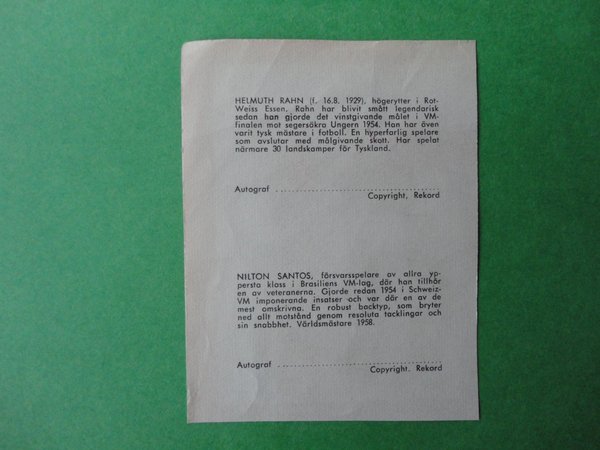 HELMUTH RAHN (f. 16.8. 1929), högerytter i Rot-
Weiss Essen. Rahn har blivit smått legendarisk
sedan han gjorde det vinstgivande målet i VM-
finalen mot segersäkra Ungern 1954. Han har även
varit tysk mästare i fotboll. En hyperfarlig spelare
som avslutar med målgivande skott. Har spelat
närmare 30 landskamper för Tyskland.
Autograf ........................................
Copyright, Rekord
NILTON SANTOS, försvarsspelare av allra yp-
persta klass i Brasiliens VM-lag, där han tillhör
en av veteranerna. Gjorde redan 1954 i Schweiz-
VM imponerande insatser och var där en av de
mest omskrivna. En robust backtyp, som bryter
ned allt motstånd genom resoluta tacklingar och
sin snabbhet. Världsmästare 1958.
Autograf ........................................
Copyright. Rekord